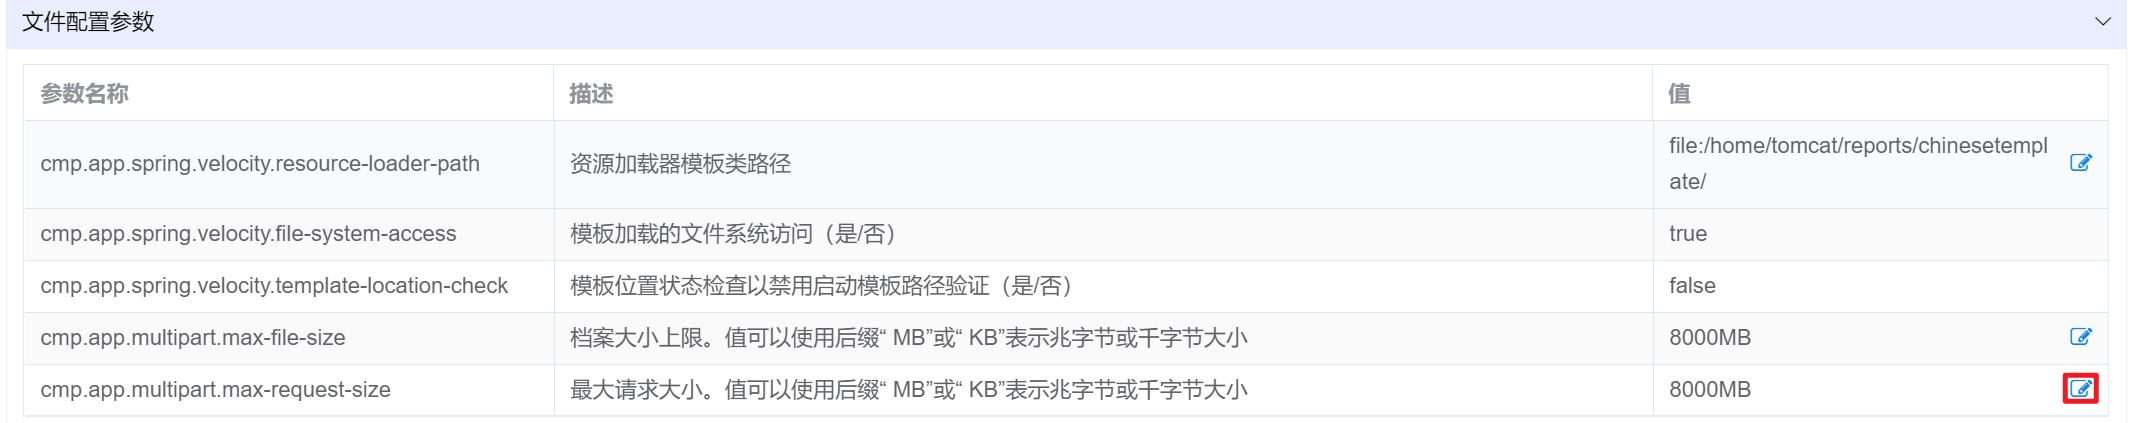 文件配置参数
参数名称 描述 值
cmp.app.spring.velocity.resource-loader-path 资源加载器模板类路径 file:/home/tomcat/reports/chinesetempl
ate/
cmp.app.spring.velocity.file-system-access 模板加载的文件系统访问（是/否） true
cmp.app.spring.velocity.template-location-check 模板位置状态检查以禁用启动模板路径验证（是/否） false
cmp.app.multipart.max-file-size 档案大小上限。值可以使用后缀“ MB”或“ KB”表示兆字节或千字节大小 8000MB
cmp.app.multipart.max-request-size 最大请求大小。值可以使用后缀“ MB”或“ KB”表示兆字节或千字节大小 8000MB